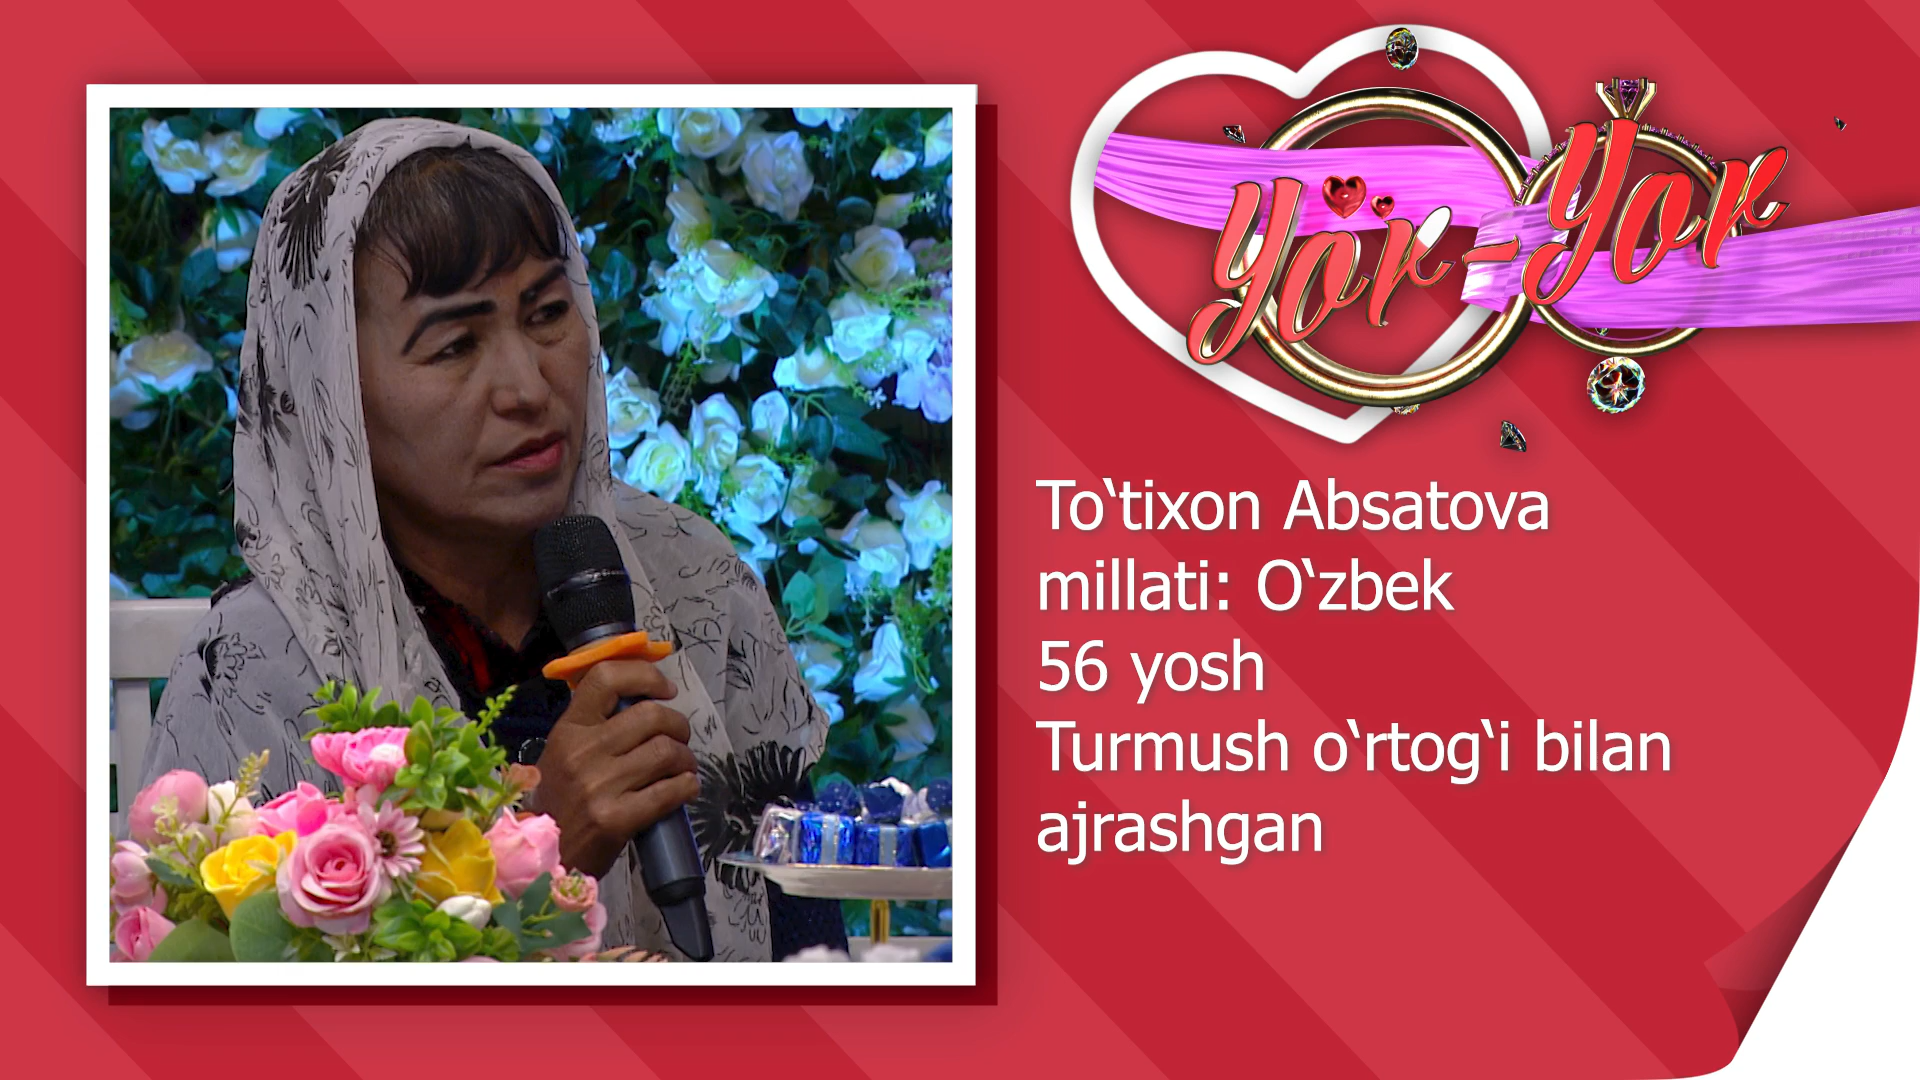 Yor-Yor
To‘tixon Absatova
millati: O‘zbek
56 yosh
Turmush o‘rtog‘i bilan
ajrashgan